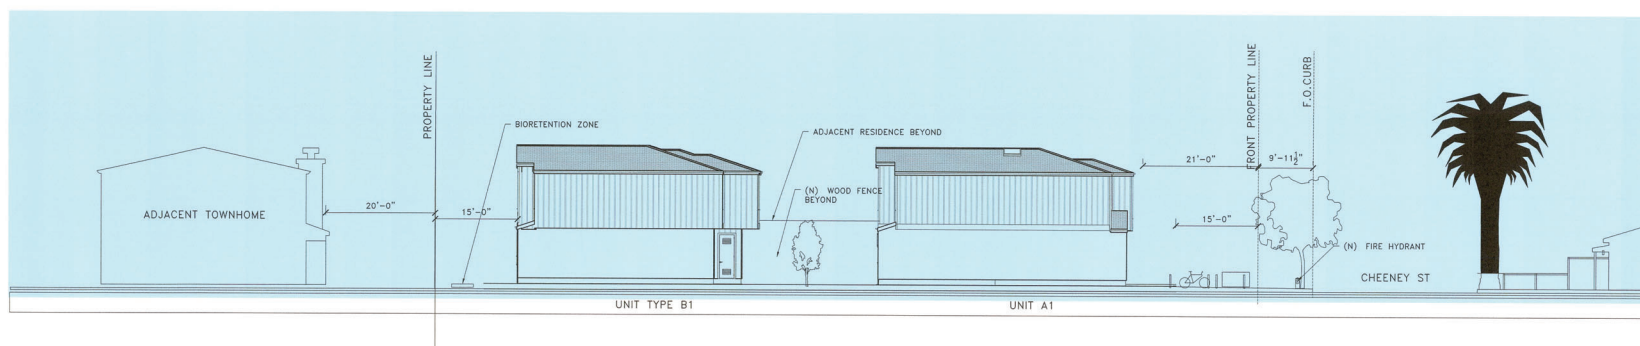 PROPERTY LINE
BIORETENTION ZONE
ADJACENT RESIDENCE BEYOND
FRONT PROPERTY LINE
F.O.CURB
21'-0"
9'-11½"
ADJACENT TOWNHOME
20'-0"
15'-0"
(N) WOOD FENCE
BEYOND
15'-0"
(N) FIRE HYDRANT
CHEENEY ST
UNIT TYPE B1
UNIT A1